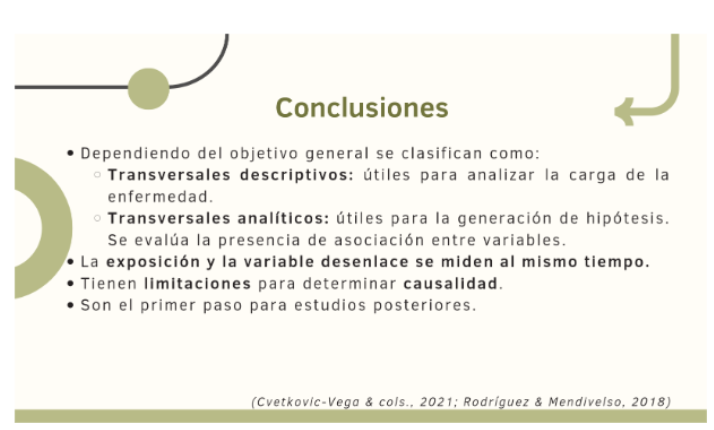 Conclusiones
• Dependiendo del objetivo general se clasifican como:
○ Transversales descriptivos: útiles para analizar la carga de la
enfermedad.
○ Transversales analíticos: útiles para la generación de hipótesis.
Se evalúa la presencia de asociación entre variables.
• La exposición y la variable desenlace se miden al mismo tiempo.
• Tienen limitaciones para determinar causalidad.
• Son el primer paso para estudios posteriores.
(Cvetkovic-Vega & cols., 2021; Rodríguez & Mendivelso, 2018)